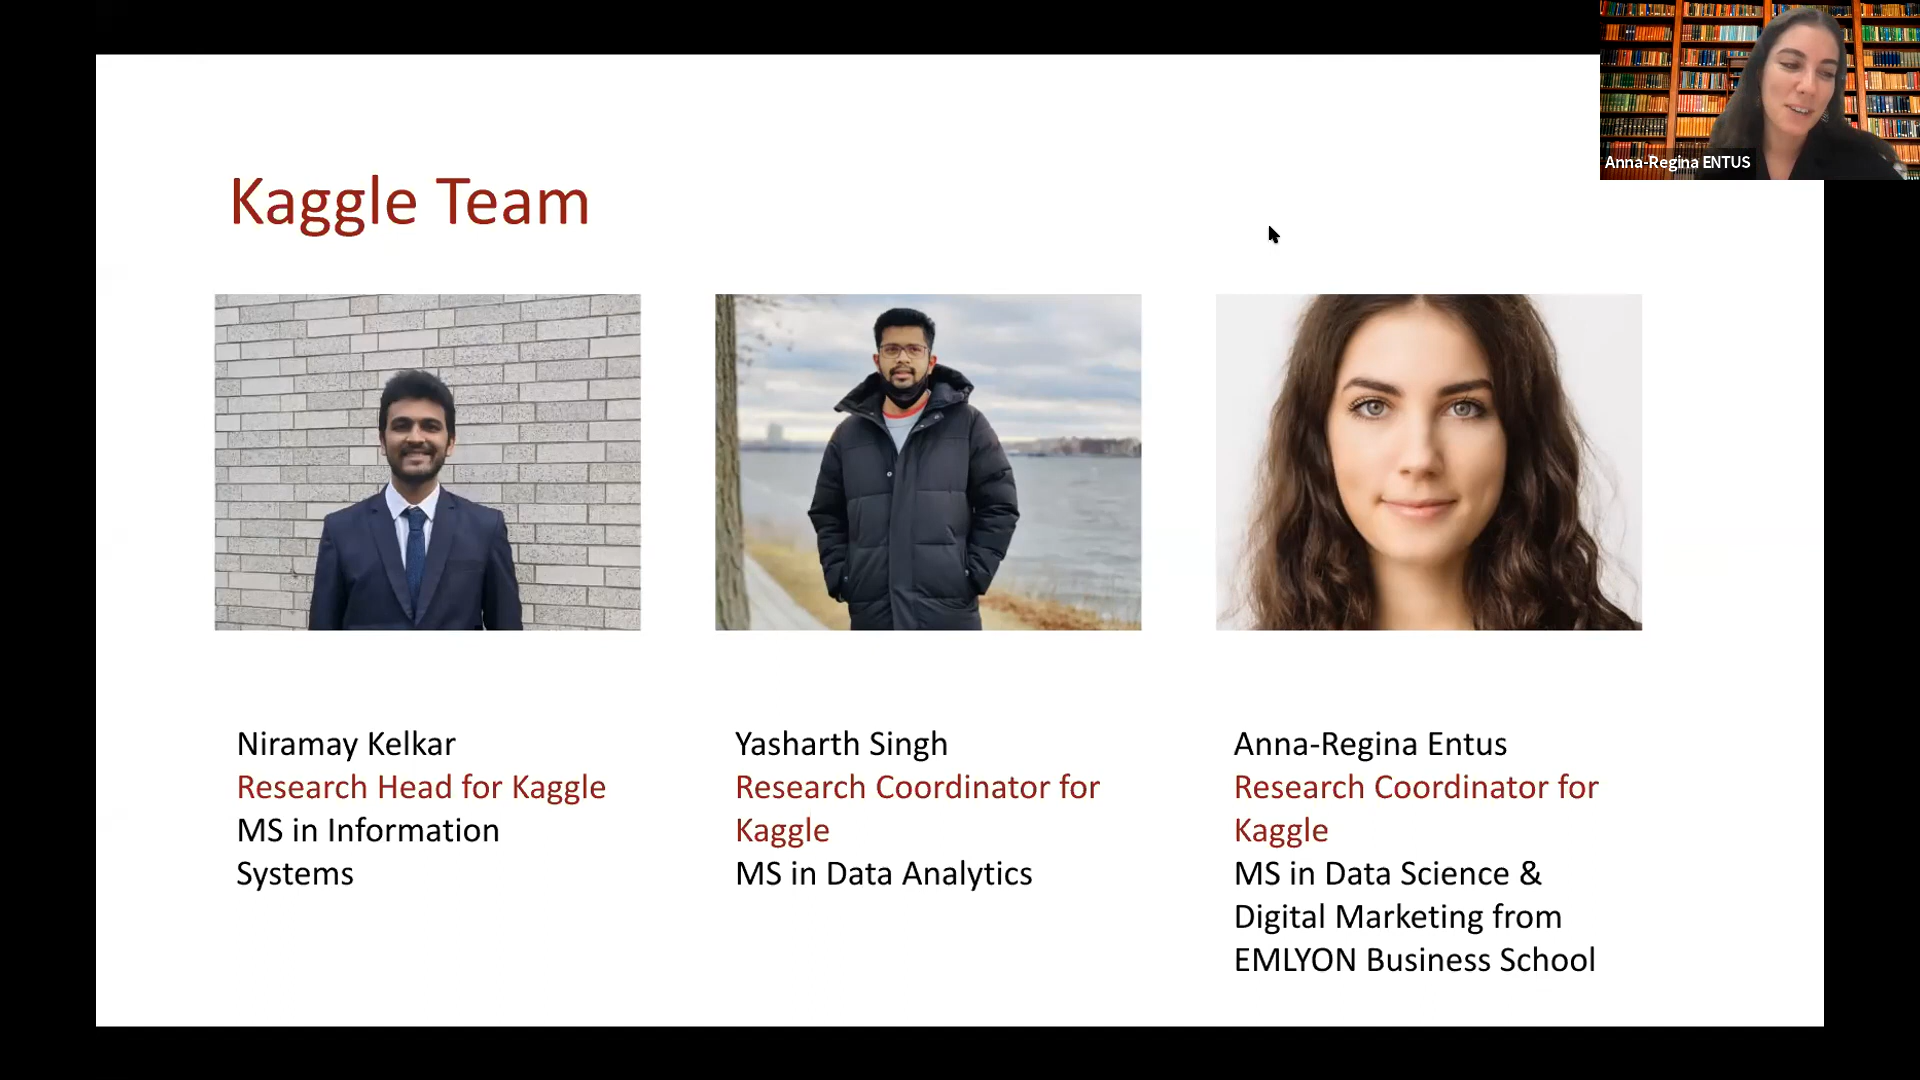 Anna-Regina ENTUS
Kaggle Team
Niramay Kelkar
Research Head for Kaggle
MS in Information
Systems
Yasharth Singh
Research Coordinator for
Kaggle
MS in Data Analytics
Anna-Regina Entus
Research Coordinator for
Kaggle
MS in Data Science &
Digital Marketing from
EMLYON Business School